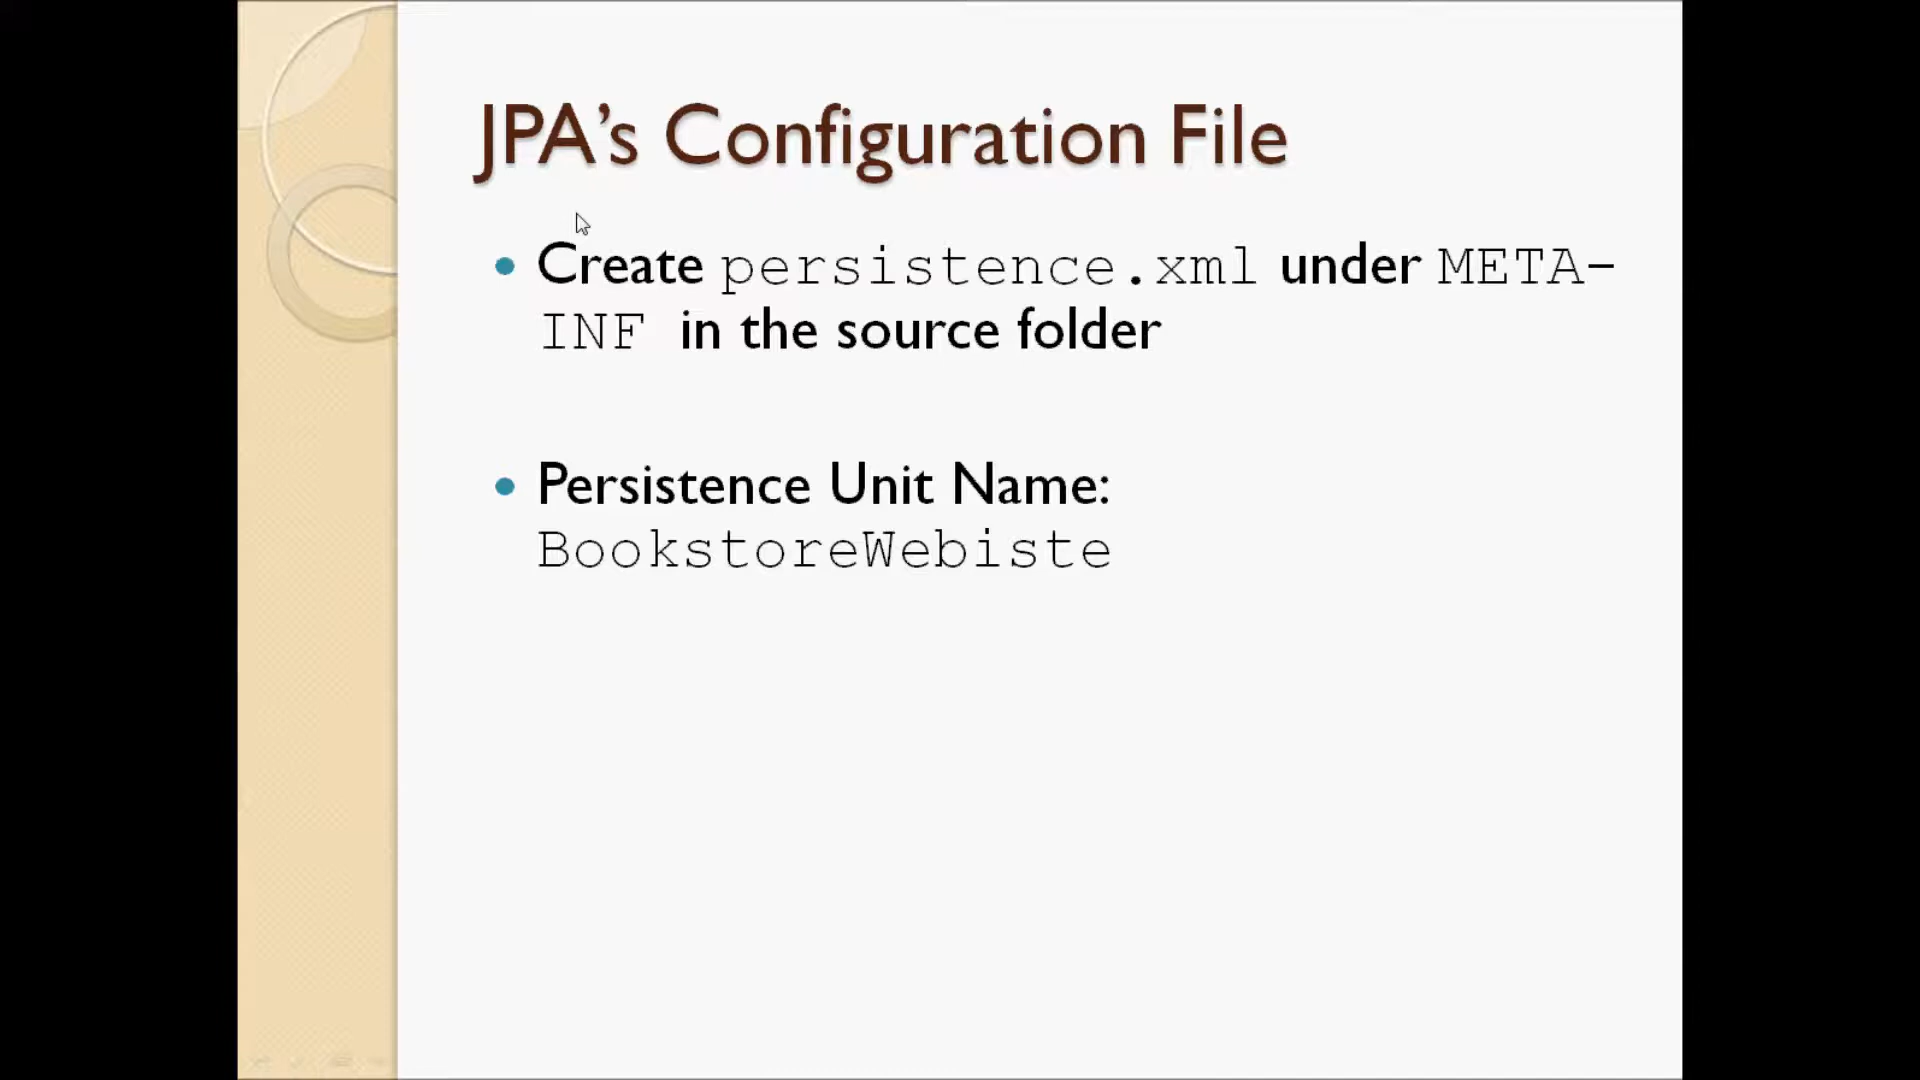 JPA’s Configuration File
• Create persistence.xml under META-
INF in the source folder
• Persistence Unit Name:
BookstoreWebiste